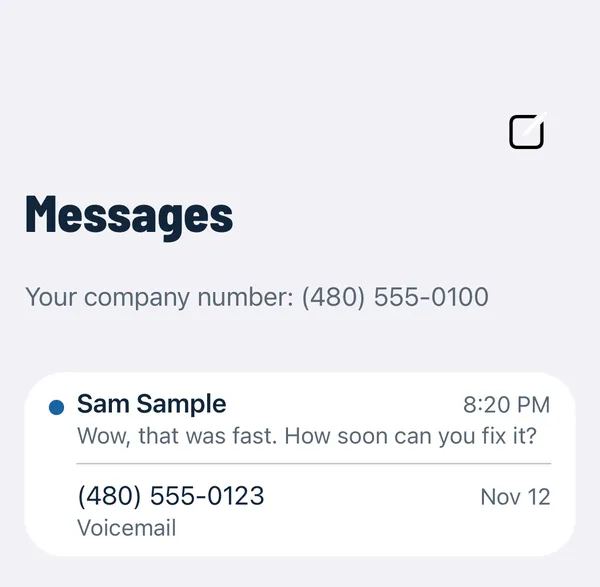 Messages
Your company number: (480) 555-0100
Sam Sample 8:20 PM
Wow, that was fast. How soon can you fix it?
(480) 555-0123 Nov 12
Voicemail